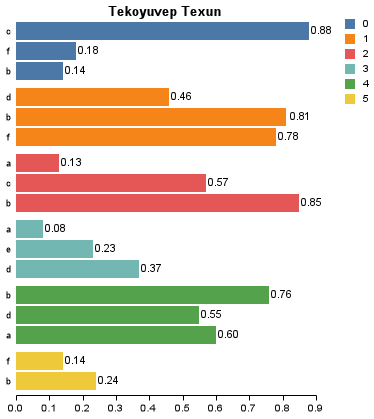 Tekoyuvep Texun
c 0.88
f 0.18
b 0.14
d 0.46
b 0.81
f 0.78
a 0.13
c 0.57
b 0.85
a 0.08
e 0.23
d 0.37
b 0.76
d 0.55
a 0.60
f 0.14
b 0.24
0.0 0.1 0.2 0.3 0.4 0.5 0.6 0.7 0.8 0.9
0
1
2
3
4
5